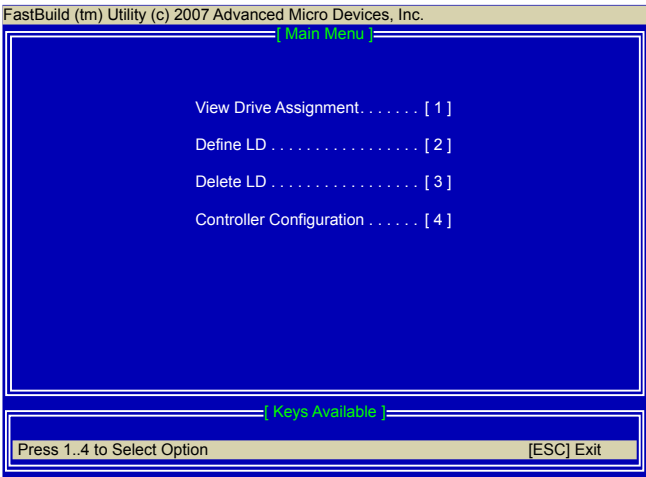 FastBuild (tm) Utility (c) 2007 Advanced Micro Devices, Inc.
[ Main Menu ]
View Drive Assignment. . . . . . . [ 1 ]
Define LD . . . . . . . . . . . . . . . . . [ 2 ]
Delete LD . . . . . . . . . . . . . . . . . [ 3 ]
Controller Configuration . . . . . . [ 4 ]
[ Keys Available ]
Press 1..4 to Select Option [ESC] Exit